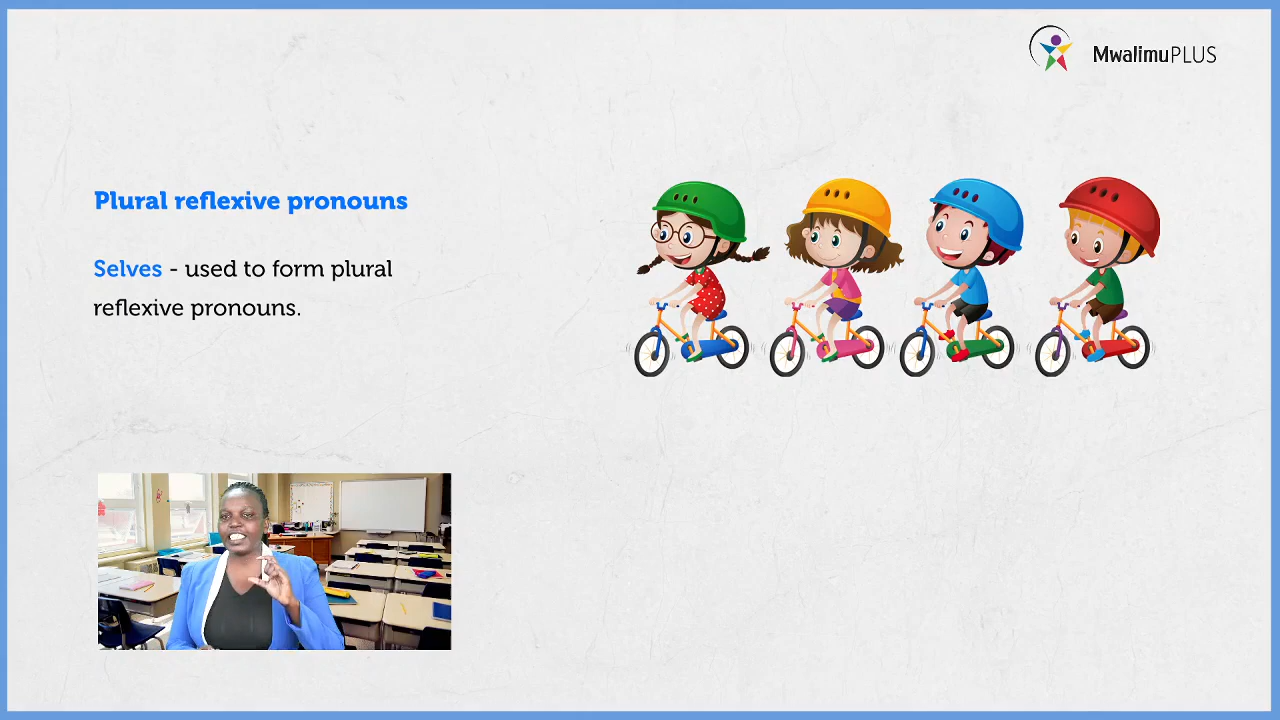 MwalimuPLUS
Plural reflexive pronouns
Selves - used to form plural
reflexive pronouns.